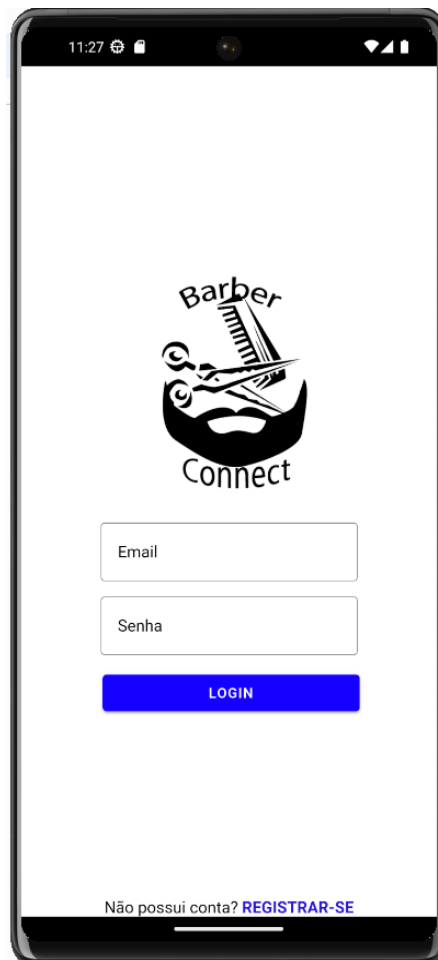 11:27
Barber
Connect
Email
Senha
LOGIN
Não possui conta? REGISTRAR-SE